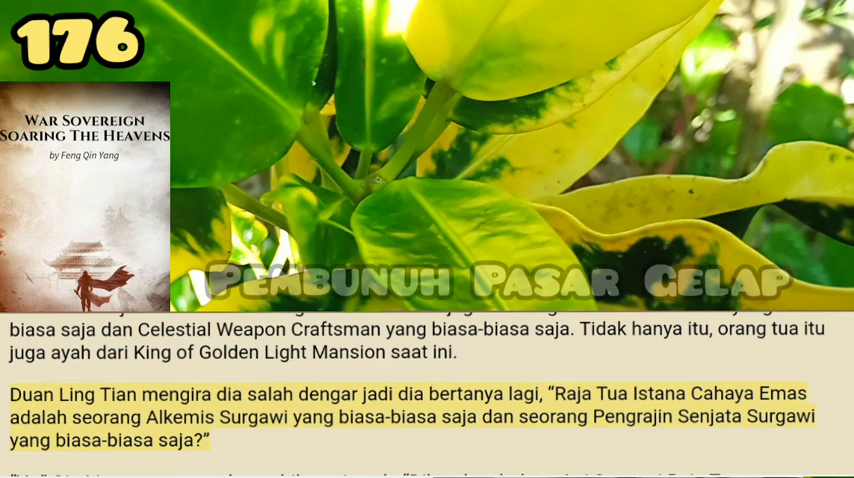 176
WAR SOVEREIGN
SOARING THE HEAVENS
by Feng Qin Yang
PEMBUNUH PASAR GELAP
biasa saja dan Celestial Weapon Craftsman yang biasa-biasa saja. Tidak hanya itu, orang tua itu
juga ayah dari King of Golden Light Mansion saat ini.
Duan Ling Tian mengira dia salah dengar jadi dia bertanya lagi, “Raja Tua Istana Cahaya Emas
adalah seorang Alkemis Surgawi yang biasa-biasa saja dan seorang Pengrajin Senjata Surgawi
yang biasa-biasa saja?”